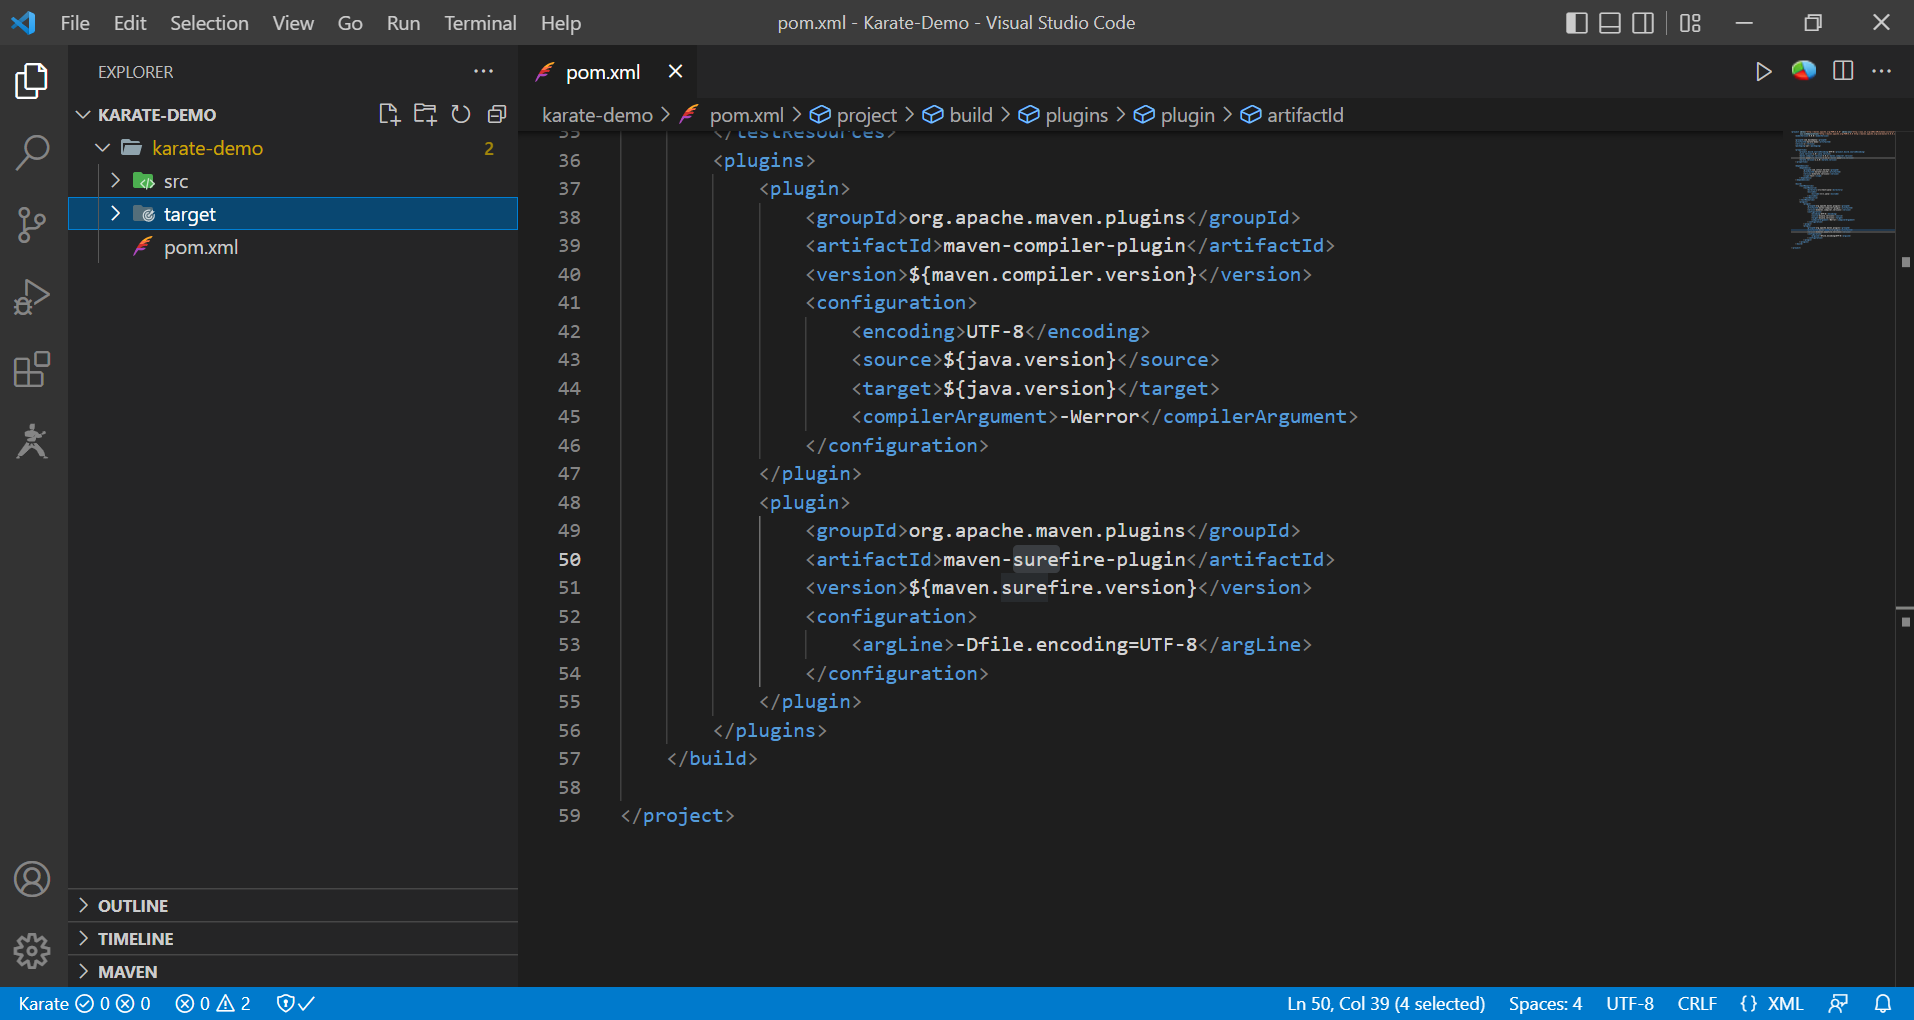 File Edit Selection View Go Run Terminal Help pom.xml - Karate-Demo - Visual Studio Code
EXPLORER
KARATE-DEMO
karate-demo 2
src
target
pom.xml
OUTLINE
TIMELINE
MAVEN
pom.xml
karate-demo > pom.xml > project > build > plugins > plugin > artifactId
35 </testResources>
36 <plugins>
37 <plugin>
38 <groupId>org.apache.maven.plugins</groupId>
39 <artifactId>maven-compiler-plugin</artifactId>
40 <version>${maven.compiler.version}</version>
41 <configuration>
42 <encoding>UTF-8</encoding>
43 <source>${java.version}</source>
44 <target>${java.version}</target>
45 <compilerArgument>-Werror</compilerArgument>
46 </configuration>
47 </plugin>
48 <plugin>
49 <groupId>org.apache.maven.plugins</groupId>
50 <artifactId>maven-surefire-plugin</artifactId>
51 <version>${maven.surefire.version}</version>
52 <configuration>
53 <argLine>-Dfile.encoding=UTF-8</argLine>
54 </configuration>
55 </plugin>
56 </plugins>
57 </build>
58
59 </project>
Karate 0 0 0 2 Ln 50, Col 39 (4 selected) Spaces: 4 UTF-8 CRLF {} XML